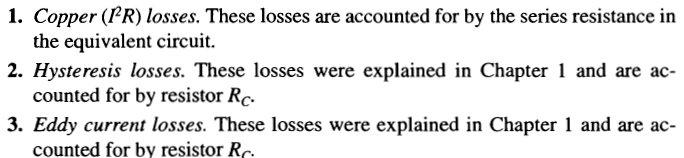 1. Copper (I²R) losses. These losses are accounted for by the series resistance in
the equivalent circuit.
2. Hysteresis losses. These losses were explained in Chapter 1 and are ac-
counted for by resistor R_C.
3. Eddy current losses. These losses were explained in Chapter 1 and are ac-
counted for by resistor R_C.